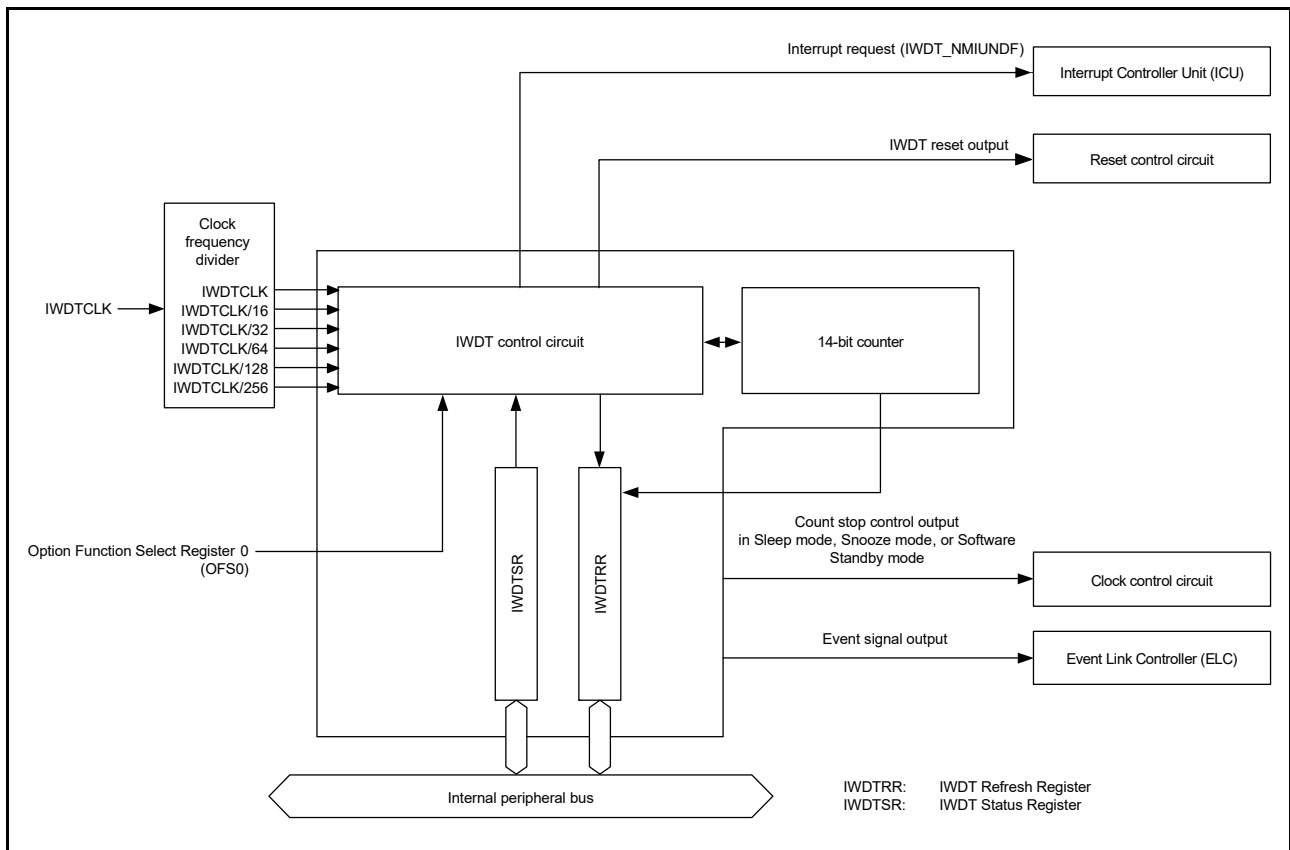 Interrupt request (IWDT_NMIUNDF)
Interrupt Controller Unit (ICU)
IWDT reset output
Reset control circuit
Clock
frequency
divider
IWDTCLK
IWDTCLK
IWDTCLK/16
IWDTCLK/32
IWDTCLK/64
IWDTCLK/128
IWDTCLK/256
IWDT control circuit
14-bit counter
Option Function Select Register 0
(OFS0)
IWDTSR
IWDTRR
Count stop control output
in Sleep mode, Snooze mode, or Software
Standby mode
Clock control circuit
Event signal output
Event Link Controller (ELC)
Internal peripheral bus
IWDTRR: IWDT Refresh Register
IWDTSR: IWDT Status Register